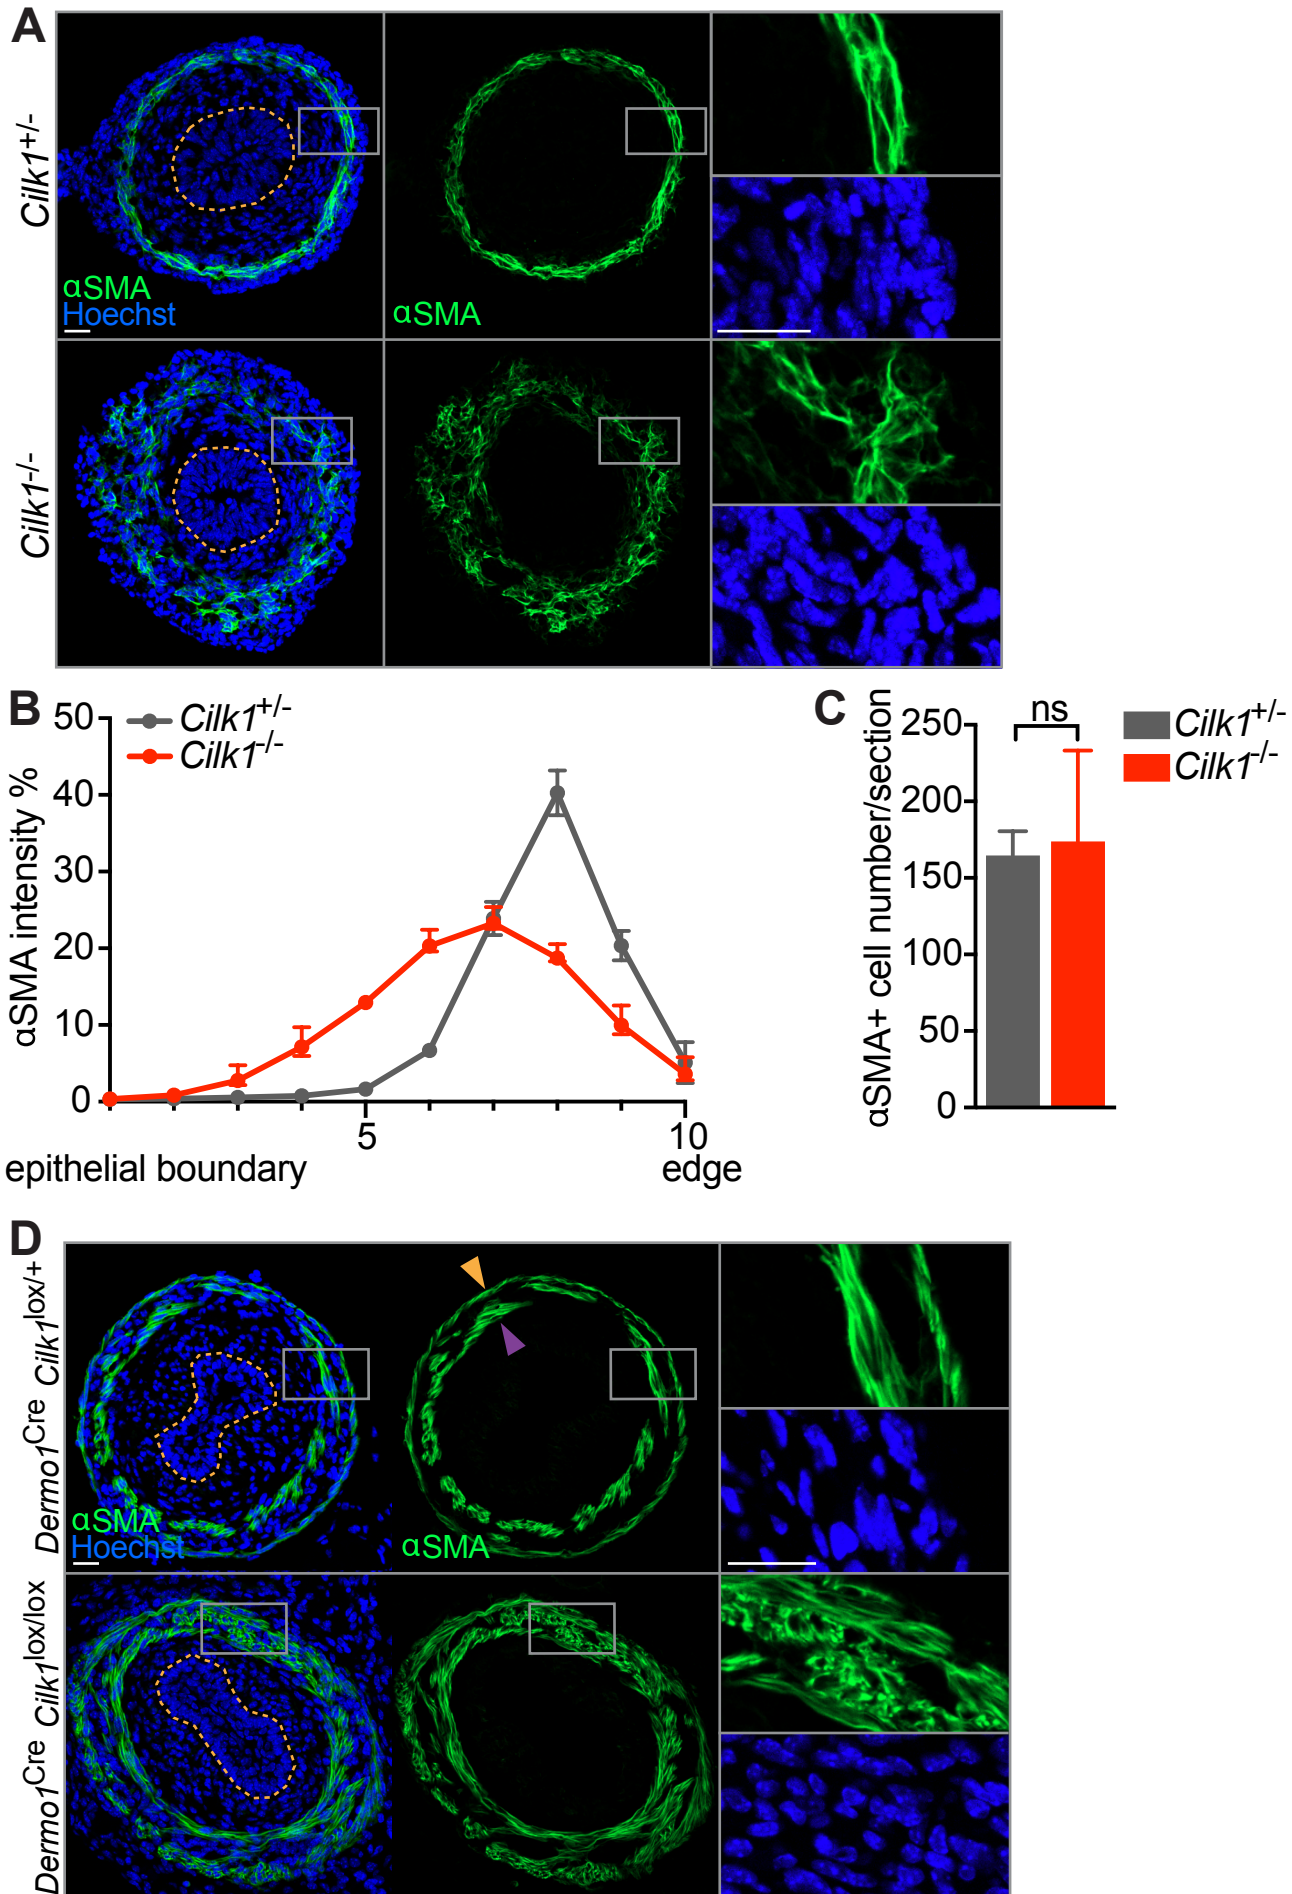 A
Cilk1+/-
αSMA
Hoechst
αSMA
Cilk1-/-
B
50
40
30
20
10
0
αSMA intensity %
Cilk1+/-
Cilk1-/-
5
10
epithelial boundary
edge
C
250
200
150
100
50
0
αSMA+ cell number/section
ns
Cilk1+/-
Cilk1-/-
D
Dermo1Cre Cilk1lox/+
αSMA
Hoechst
αSMA
Dermo1Cre Cilk1lox/lox